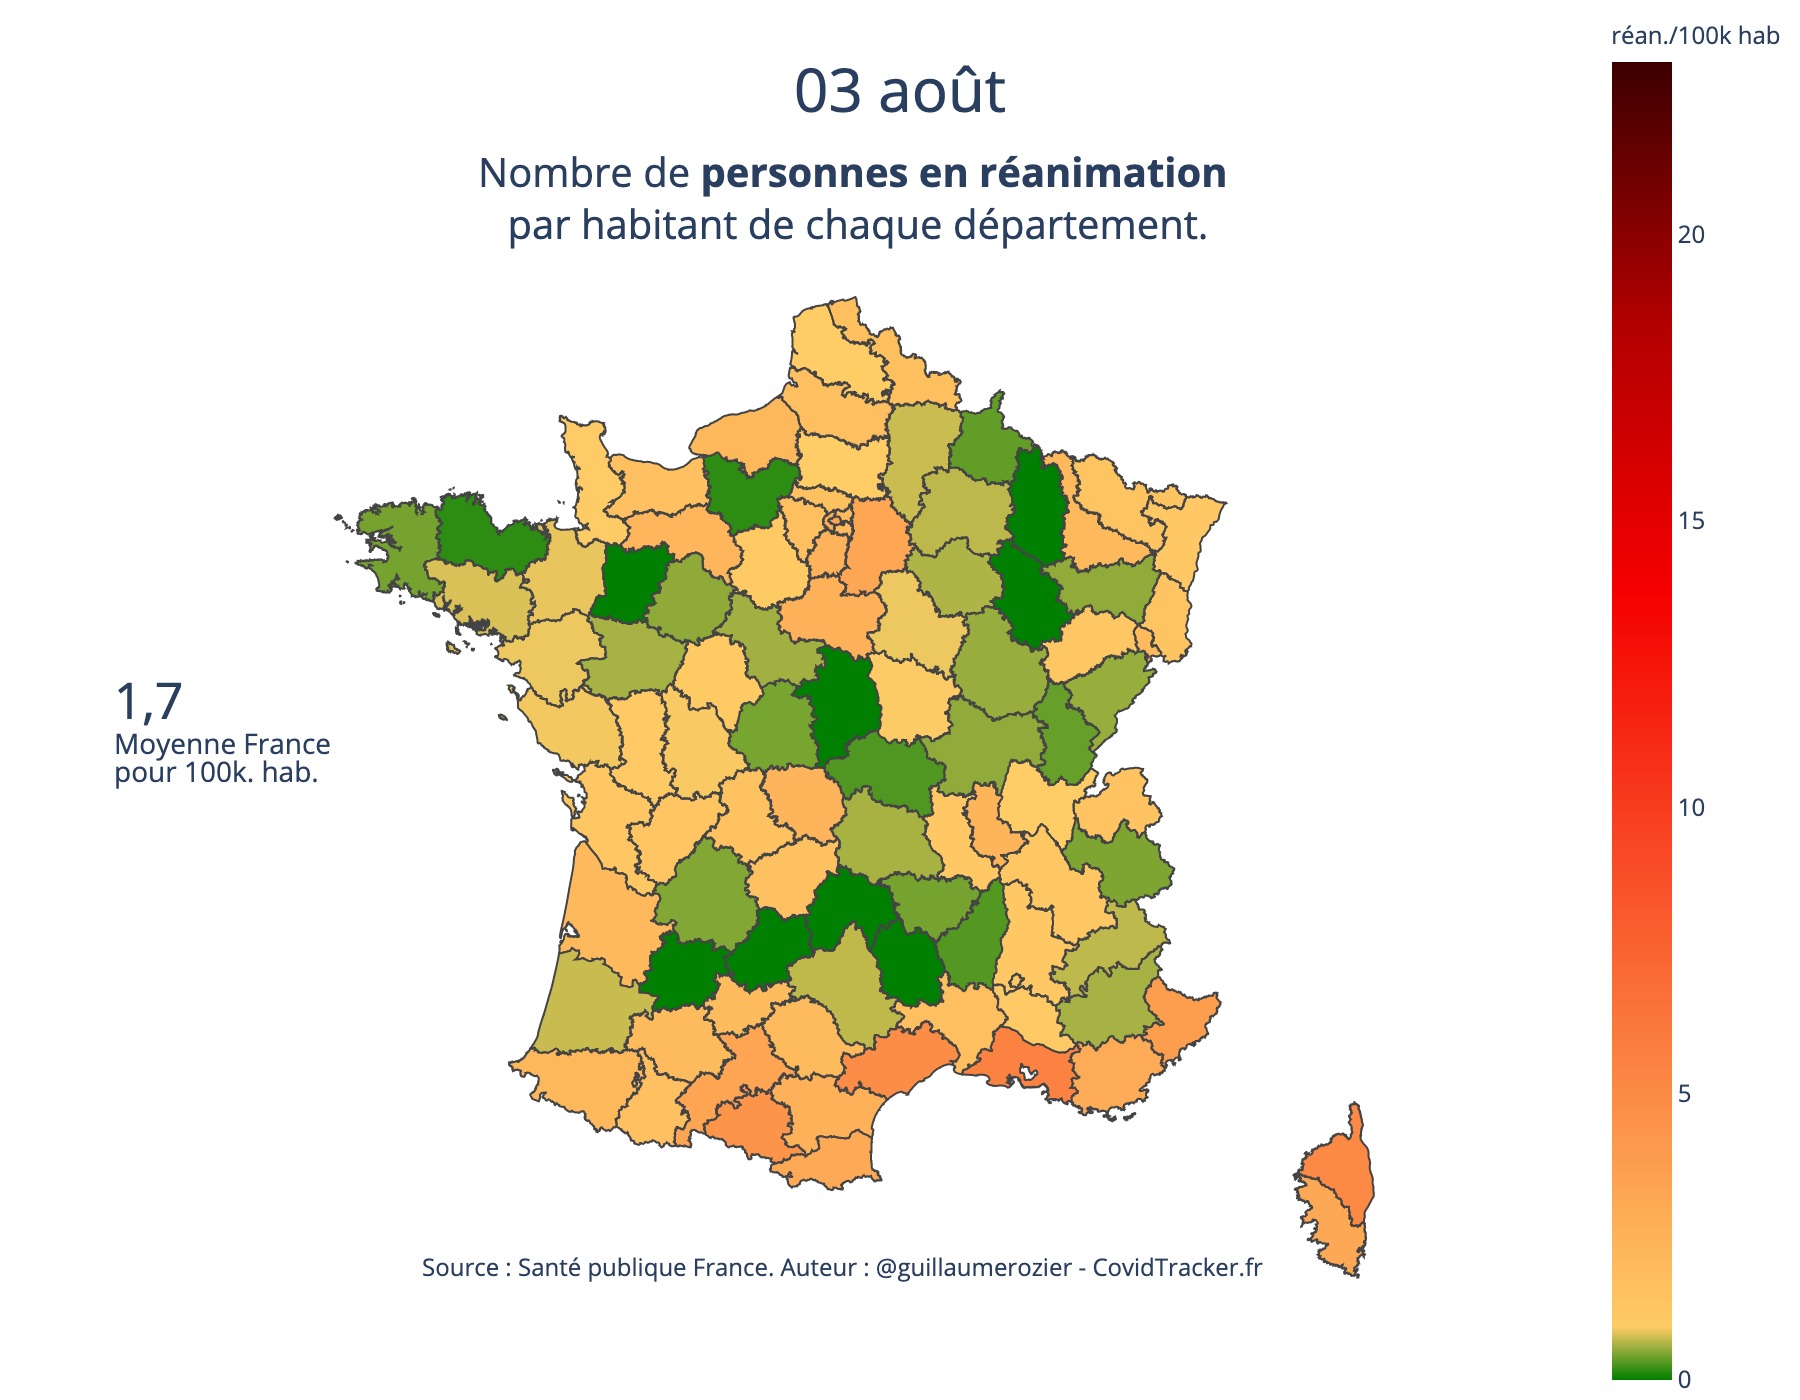 réan./100k hab
03 août
Nombre de personnes en réanimation
par habitant de chaque département.
20
15
1,7
Moyenne France
pour 100k. hab.
10
5
Source : Santé publique France. Auteur : @guillaumerozier - CovidTracker.fr
0